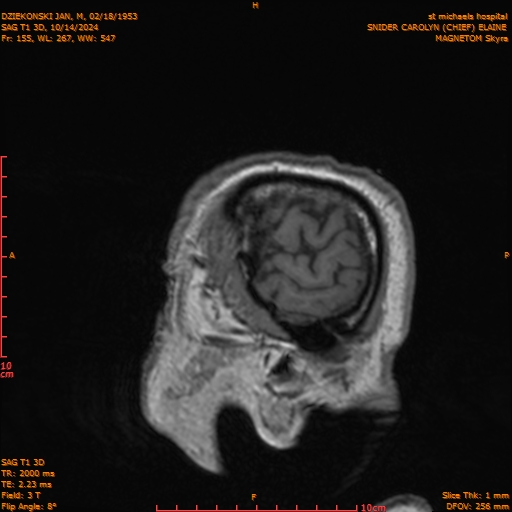 H
DZIEKONSKI JAN, M, 02/18/1953
SAG T1 3D, 10/14/2024
Fr: 155, WL: 267, WW: 547
st michaels hospital
SNIDER CAROLYN (CHIEF) ELAINE
MAGNETOM Skyra
A
P
10
cm
SAG T1 3D
TR: 2000 ms
TE: 2.23 ms
Field: 3 T
Flip Angle: 8°
F
10cm
Slice Thk: 1 mm
DFOV: 256 mm